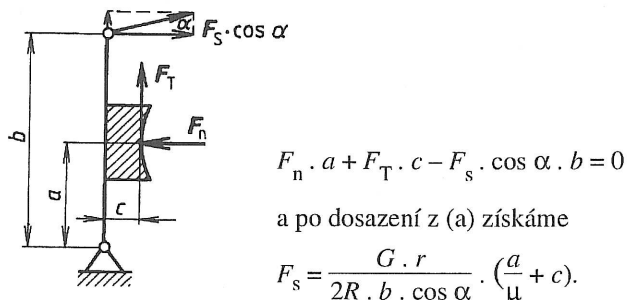 α
F_S · cos α
F_T
F_n
b
a
c
F_n . a + F_T . c − F_s . cos α . b = 0
a po dosazení z (a) získáme
F_s = G . r / 2R . b . cos α . (a/μ + c).